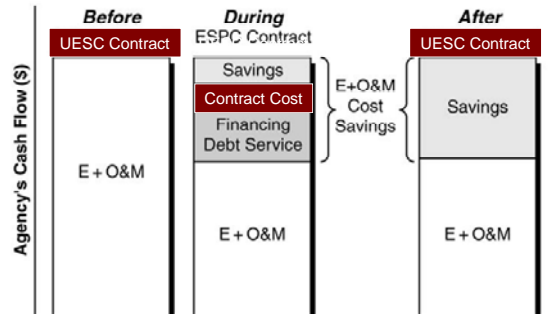 Before
During
After
UESC Contract
ESPC Contract
UESC Contract
Agency's Cash Flow ($)
Savings
Contract Cost
Financing
Debt Service
E+O&M
Cost
Savings
Savings
E + O&M
E + O&M
E + O&M